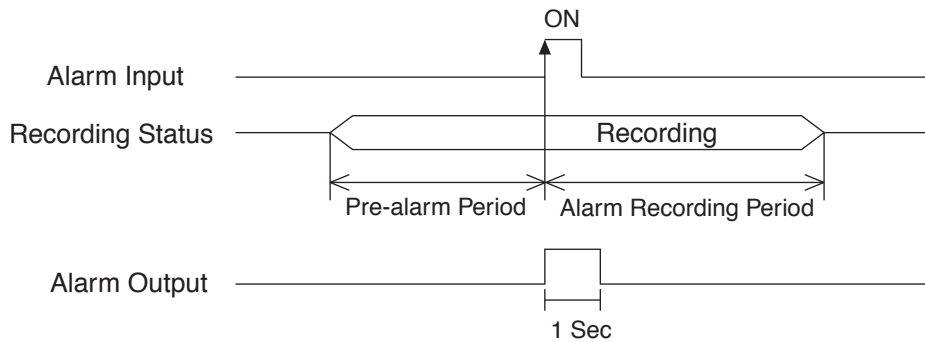 ON
Alarm Input
Recording Status
Recording
Pre-alarm Period
Alarm Recording Period
Alarm Output
1 Sec